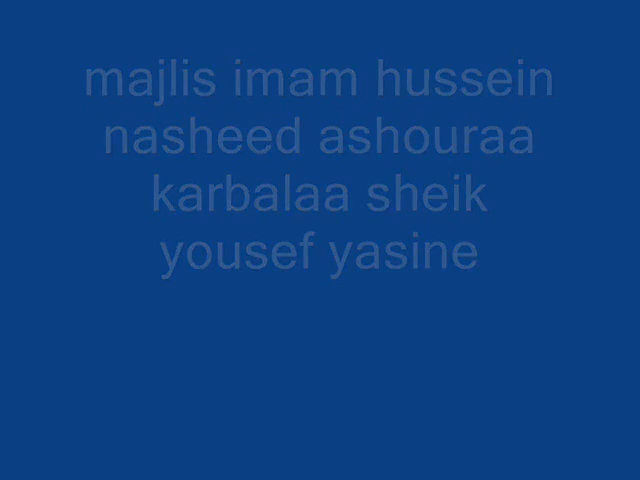 majlis imam hussein
nasheed ashouraa
karbalaa sheik
yousef yasine